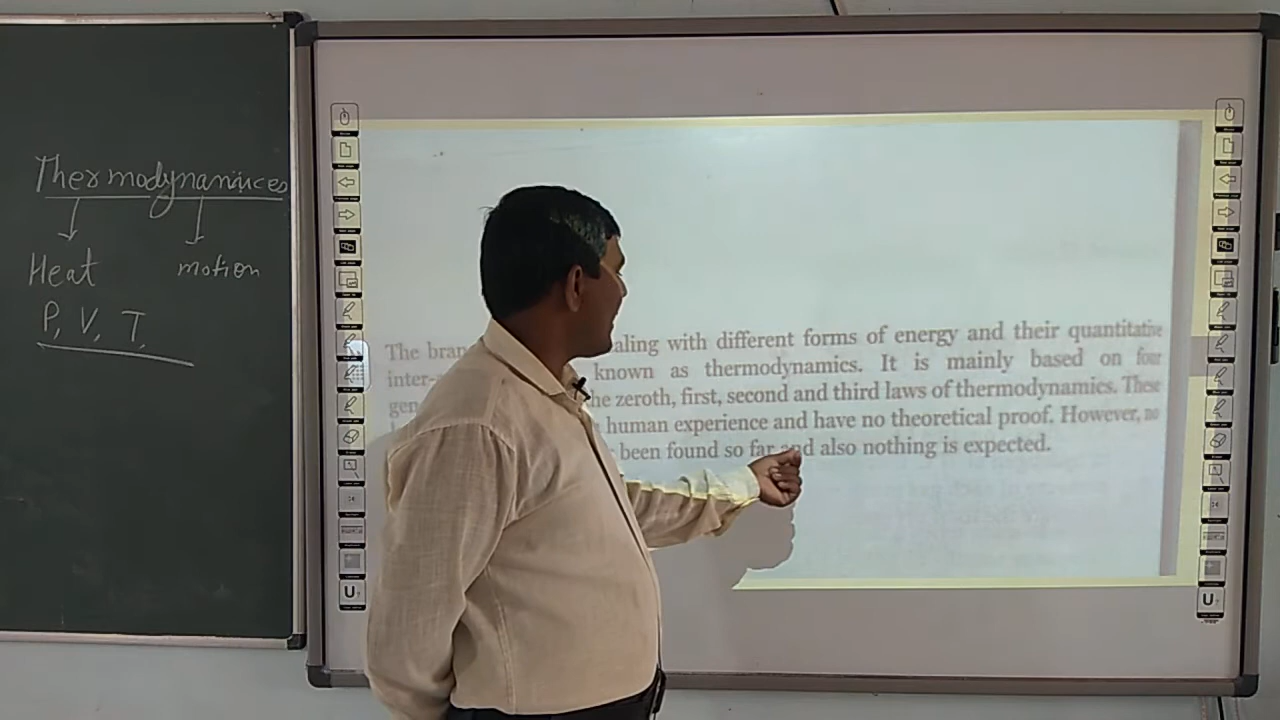 Thermodynamices
Heat motion
P, V, T,
The bran aling with different forms of energy and their quantitative
inter- known as thermodynamics. It is mainly based on four
gen he zeroth, first, second and third laws of thermodynamics. These
human experience and have no theoretical proof. However, no
been found so far and also nothing is expected.